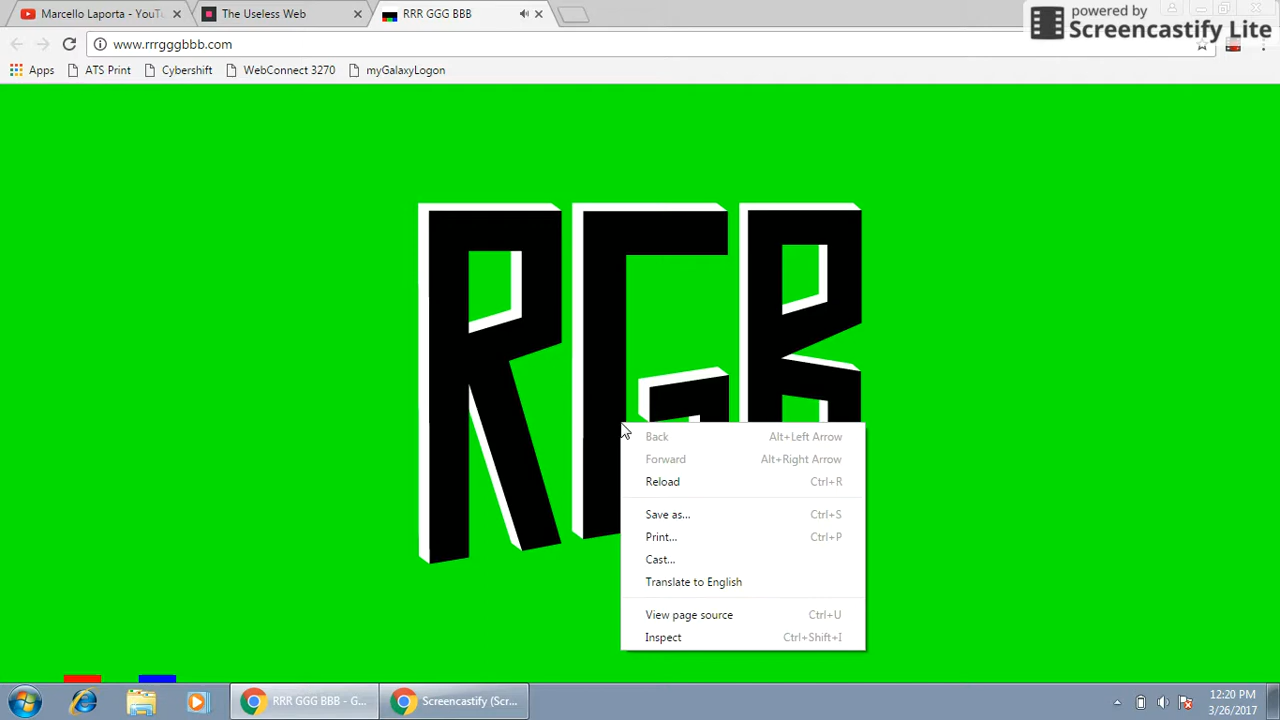 Marcello Laporte YouTu
The Useless Web
RRR GGG BBB
powered by
Screencastify Lite
www.rrrgggbbb.com
Apps
ATS Print
Cybershift
WebConnect 3270
myGalaxyLogon
RGB
Back Alt+Left Arrow
Forward Alt+Right Arrow
Reload Ctrl+R
Save as... Ctrl+S
Print... Ctrl+P
Cast...
Translate to English
View page source Ctrl+U
Inspect Ctrl+Shift+I
RRR GGG BBB - G...
Screencastify (Scr...
12:20 PM
3/26/2017